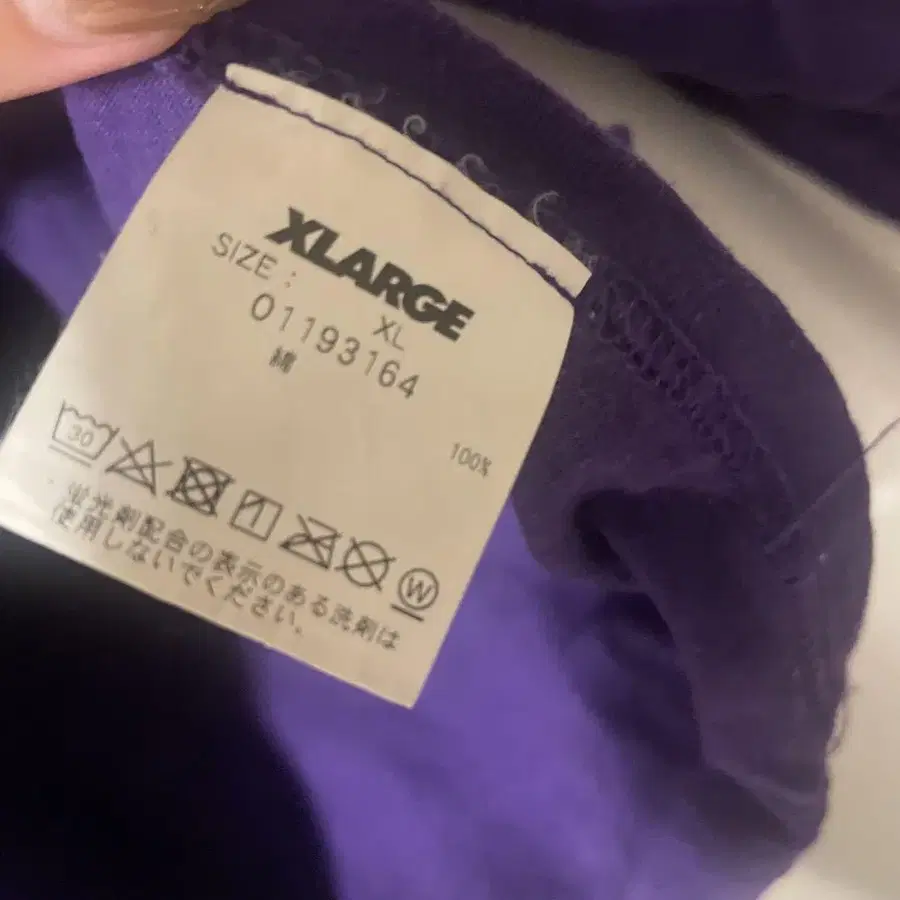 XLARGE
SIZE : XL
01193164
綿 100%
30
W
蛍光剤配合の表示のある洗剤は
使用しないでください.